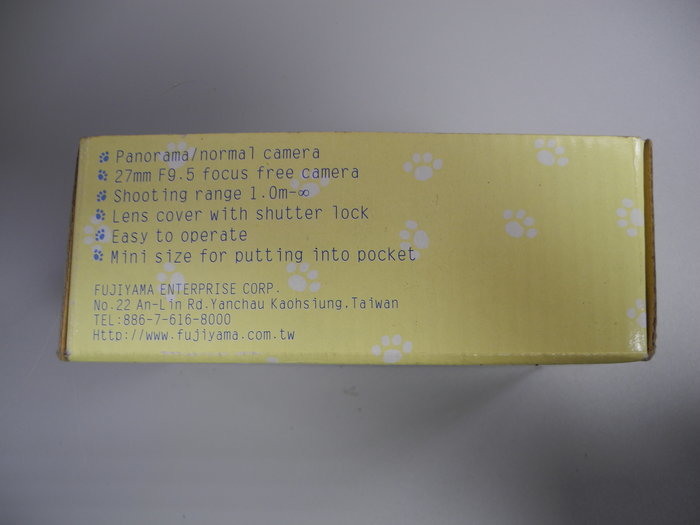 Panorama/normal camera
27mm F9.5 focus free camera
Shooting range 1.0m-∞
Lens cover with shutter lock
Easy to operate
Mini size for putting into pocket
FUJIYAMA ENTERPRISE CORP.
No.22 An-Lin Rd.Yanchau Kaohsiung.Taiwan
TEL:886-7-616-8000
Http://www.fujiyama.com.tw